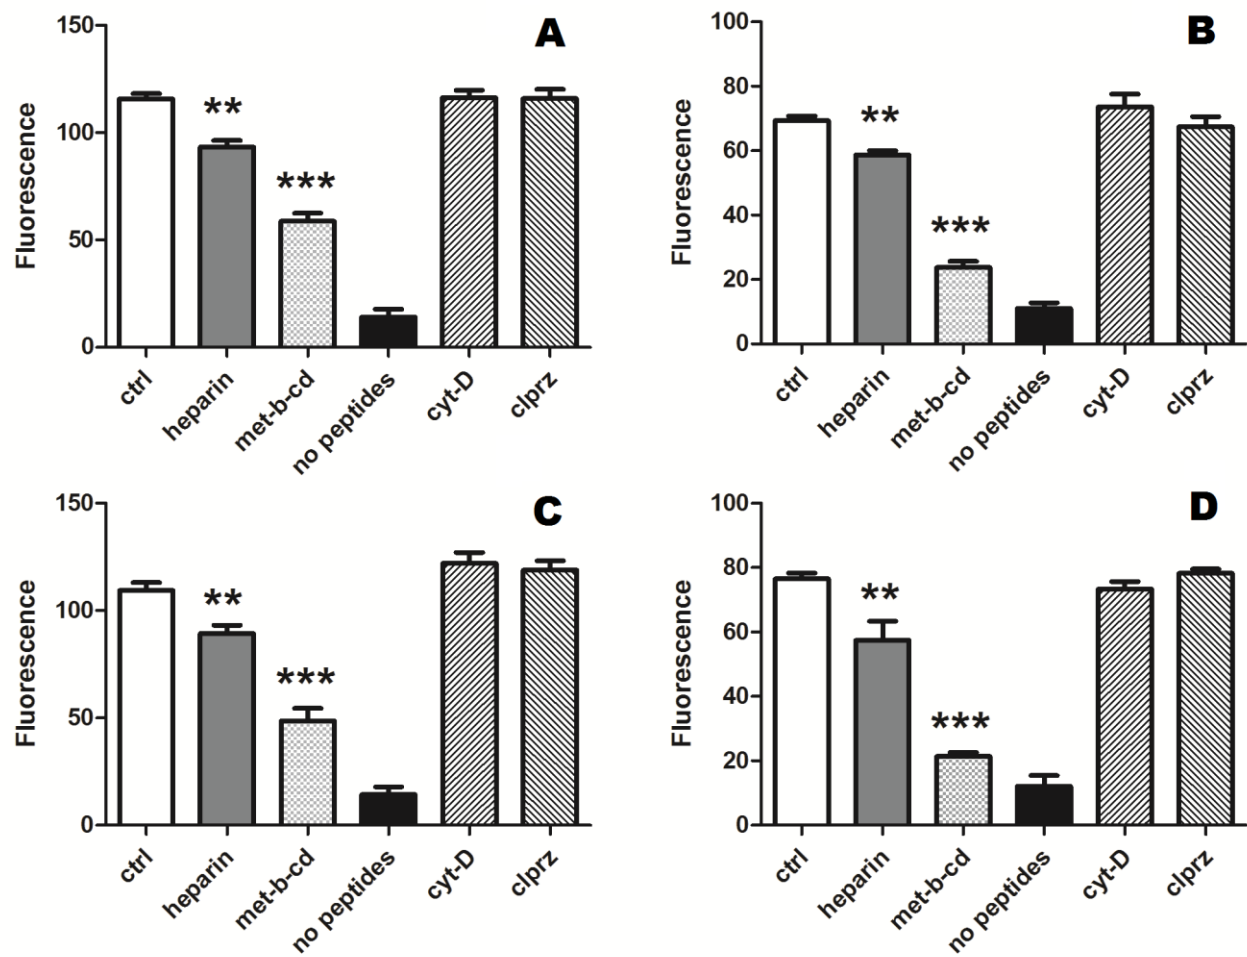 A
Fluorescence
150
100
50
0
**
***
ctrl
heparin
met-b-cd
no peptides
cyt-D
clprz
B
Fluorescence
100
80
60
40
20
0
**
***
ctrl
heparin
met-b-cd
no peptides
cyt-D
clprz
C
Fluorescence
150
100
50
0
**
***
ctrl
heparin
met-b-cd
no peptides
cyt-D
clprz
D
Fluorescence
100
80
60
40
20
0
**
***
ctrl
heparin
met-b-cd
no peptides
cyt-D
clprz